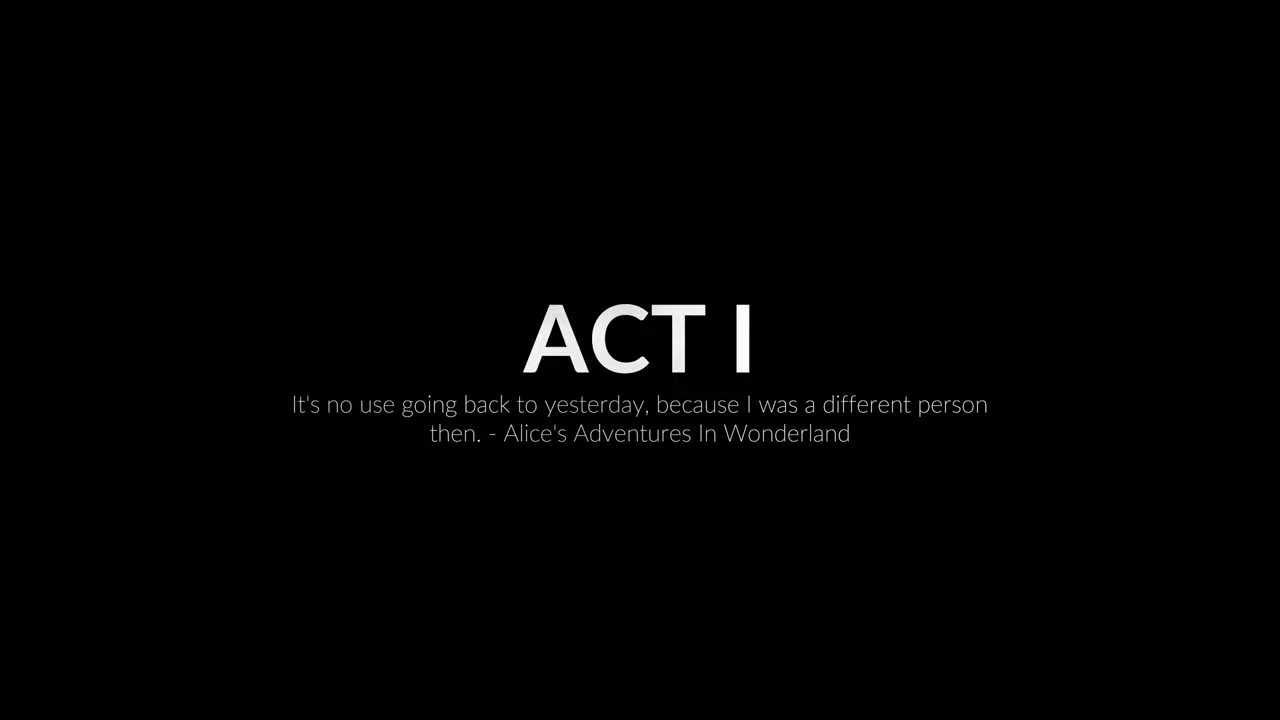 ACT I
It's no use going back to yesterday, because I was a different person
then. - Alice's Adventures In Wonderland